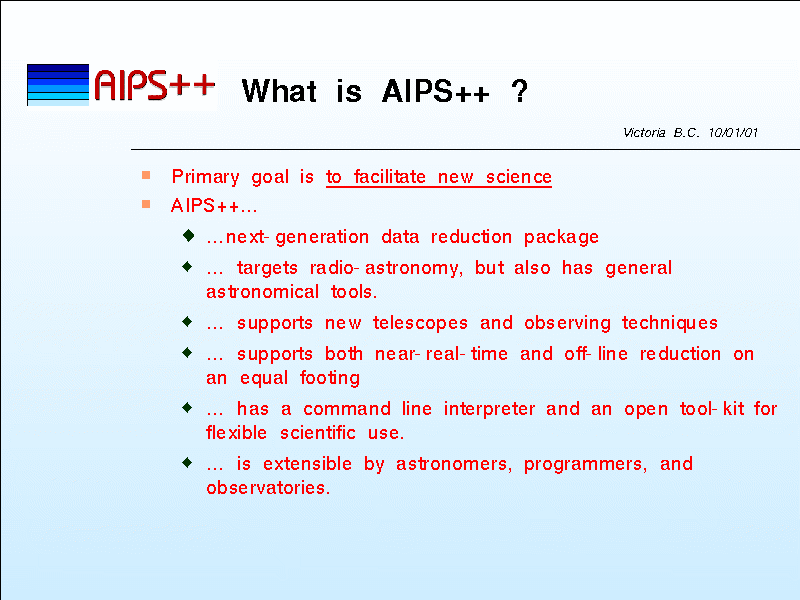 AIPS++
What is AIPS++ ?
Victoria B.C. 10/01/01
Primary goal is to facilitate new science
AIPS++...
...next-generation data reduction package
... targets radio-astronomy, but also has general
astronomical tools.
... supports new telescopes and observing techniques
... supports both near-real-time and off-line reduction on
an equal footing
... has a command line interpreter and an open tool-kit for
flexible scientific use.
... is extensible by astronomers, programmers, and
observatories.